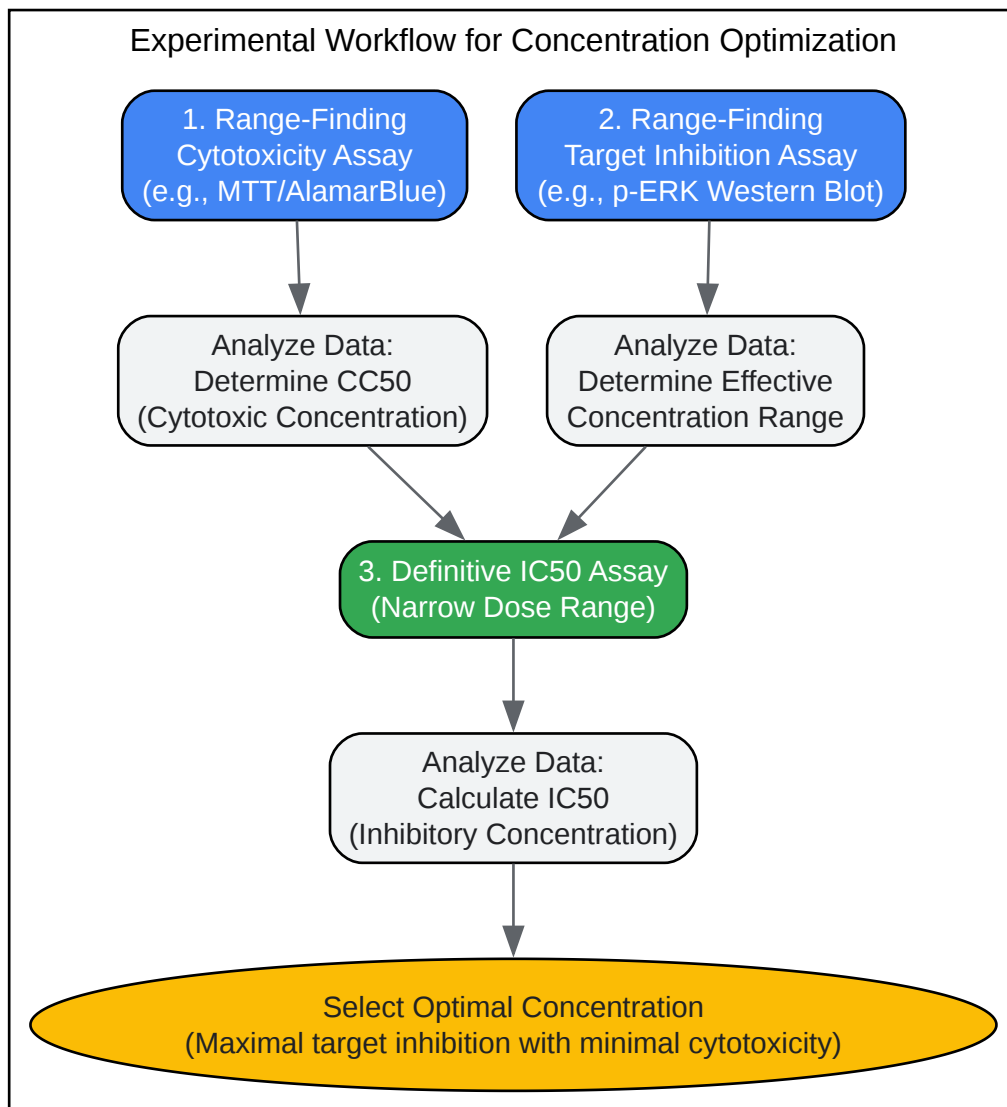 Experimental Workflow for Concentration Optimization
1. Range-Finding
Cytotoxicity Assay
(e.g., MTT/AlamarBlue)
2. Range-Finding
Target Inhibition Assay
(e.g., p-ERK Western Blot)
Analyze Data:
Determine CC50
(Cytotoxic Concentration)
Analyze Data:
Determine Effective
Concentration Range
3. Definitive IC50 Assay
(Narrow Dose Range)
Analyze Data:
Calculate IC50
(Inhibitory Concentration)
Select Optimal Concentration
(Maximal target inhibition with minimal cytotoxicity)